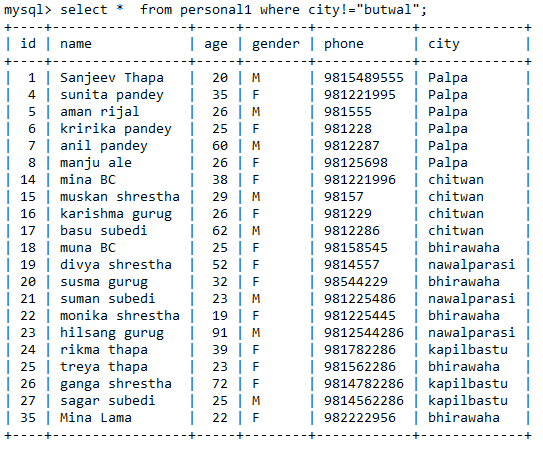 mysql> select *  from personal1 where city!="butwal";
+----+-----------------+-----+--------+------------+-------------+
| id | name            | age | gender | phone      | city        |
+----+-----------------+-----+--------+------------+-------------+
|  1 | Sanjeev Thapa   |  20 | M      | 9815489555 | Palpa       |
|  4 | sunita pandey   |  35 | F      | 981221995  | Palpa       |
|  5 | aman rijal      |  26 | M      | 981555     | Palpa       |
|  6 | kririka pandey  |  25 | F      | 981228     | Palpa       |
|  7 | anil pandey     |  60 | M      | 9812287    | Palpa       |
|  8 | manju ale       |  26 | F      | 98125698   | Palpa       |
| 14 | mina BC         |  38 | F      | 981221996  | chitwan     |
| 15 | muskan shrestha |  29 | M      | 98157      | chitwan     |
| 16 | karishma gurug  |  26 | F      | 981229     | chitwan     |
| 17 | basu subedi     |  62 | M      | 9812286    | chitwan     |
| 18 | muna BC         |  25 | F      | 98158545   | bhirawaha   |
| 19 | divya shrestha  |  52 | F      | 9814557    | nawalparasi |
| 20 | susma gurug     |  32 | F      | 98544229   | bhirawaha   |
| 21 | suman subedi    |  23 | M      | 981225486  | nawalparasi |
| 22 | monika shrestha |  19 | F      | 981225445  | bhirawaha   |
| 23 | hilsang gurug   |  91 | M      | 9812544286 | nawalparasi |
| 24 | rikma thapa     |  39 | F      | 981782286  | kapilbastu  |
| 25 | treya thapa     |  23 | F      | 981562286  | bhirawaha   |
| 26 | ganga shrestha  |  72 | F      | 9814782286 | kapilbastu  |
| 27 | sagar subedi    |  25 | M      | 9814562286 | kapilbastu  |
| 35 | Mina Lama       |  22 | F      | 982222956  | bhirawaha   |
+----+-----------------+-----+--------+------------+-------------+